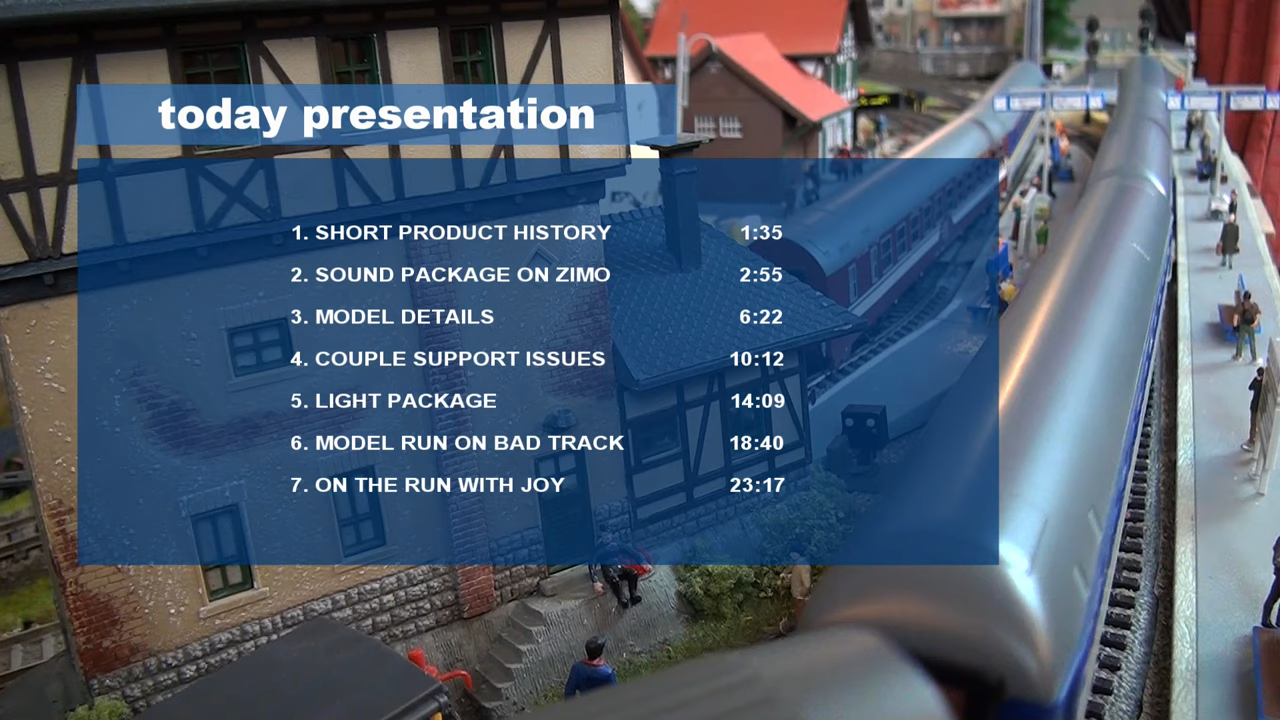 today presentation
1. SHORT PRODUCT HISTORY 1:35
2. SOUND PACKAGE ON ZIMO 2:55
3. MODEL DETAILS 6:22
4. COUPLE SUPPORT ISSUES 10:12
5. LIGHT PACKAGE 14:09
6. MODEL RUN ON BAD TRACK 18:40
7. ON THE RUN WITH JOY 23:17